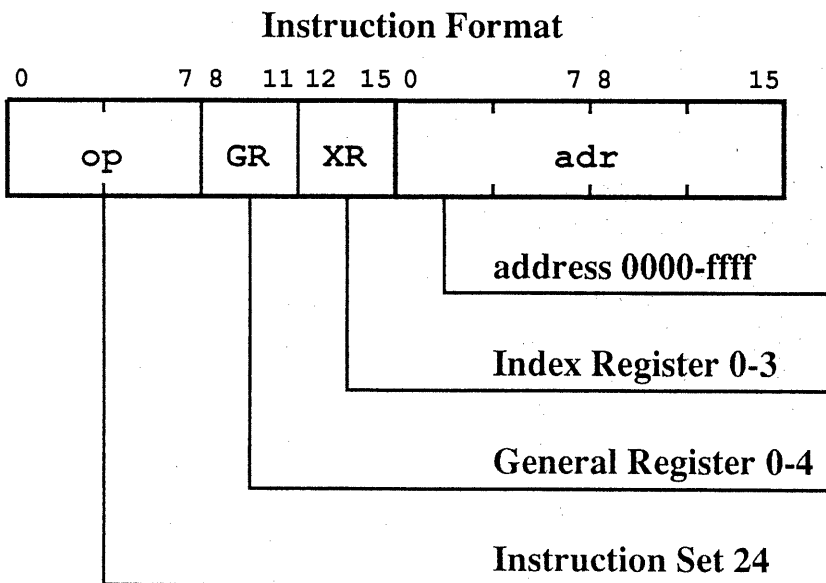 Instruction Format
0 7 8 11 12 15 0 7 8 15
op GR XR adr
address 0000-ffff
Index Register 0-3
General Register 0-4
Instruction Set 24